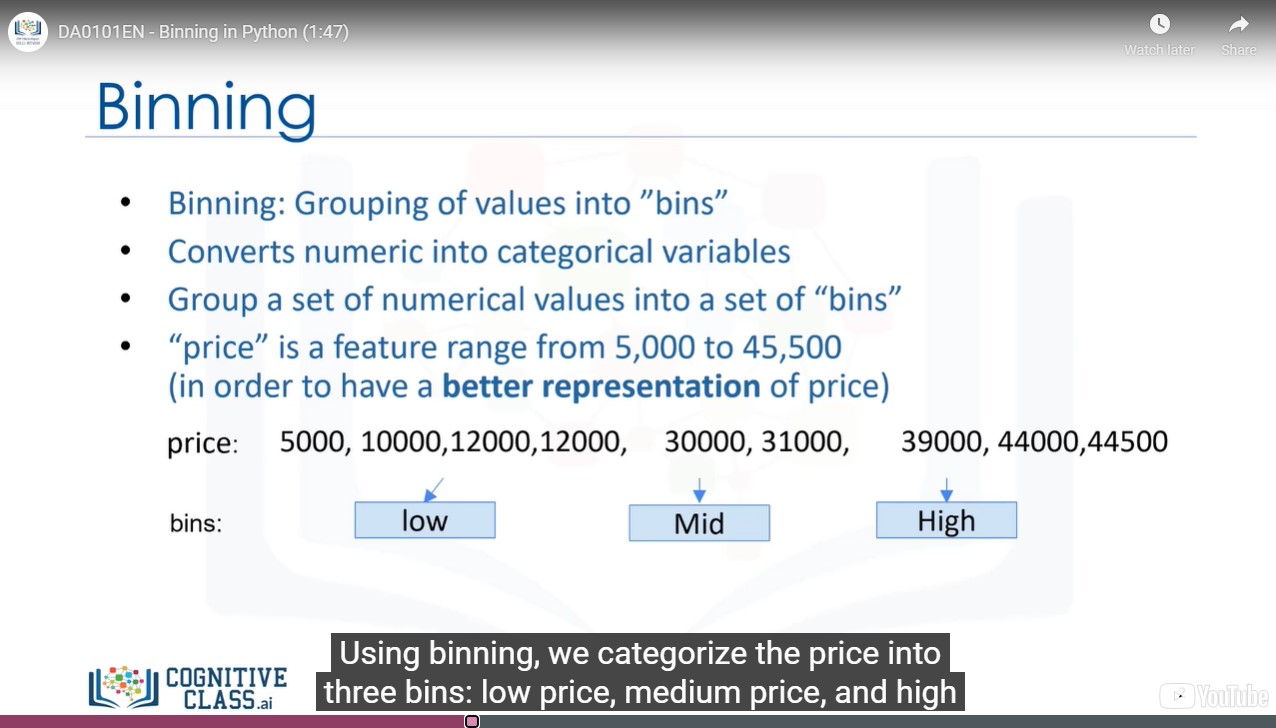 DA0101EN - Binning in Python (1:47)
Watch later
Share
Binning
• Binning: Grouping of values into ”bins”
• Converts numeric into categorical variables
• Group a set of numerical values into a set of “bins”
• “price” is a feature range from 5,000 to 45,500
(in order to have a better representation of price)
price: 5000, 10000,12000,12000, 30000, 31000, 39000, 44000,44500
bins: low Mid High
Using binning, we categorize the price into
three bins: low price, medium price, and high
COGNITIVE
CLASS.ai
YouTube